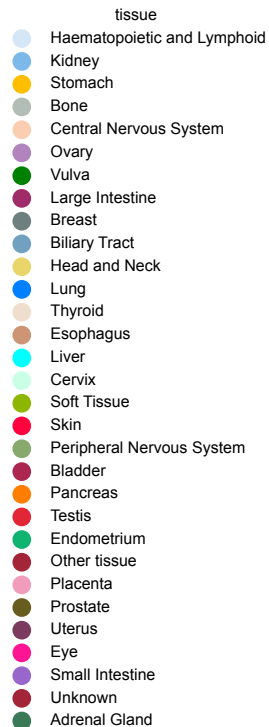 tissue
Haematopoietic and Lymphoid
Kidney
Stomach
Bone
Central Nervous System
Ovary
Vulva
Large Intestine
Breast
Biliary Tract
Head and Neck
Lung
Thyroid
Esophagus
Liver
Cervix
Soft Tissue
Skin
Peripheral Nervous System
Bladder
Pancreas
Testis
Endometrium
Other tissue
Placenta
Prostate
Uterus
Eye
Small Intestine
Unknown
Adrenal Gland